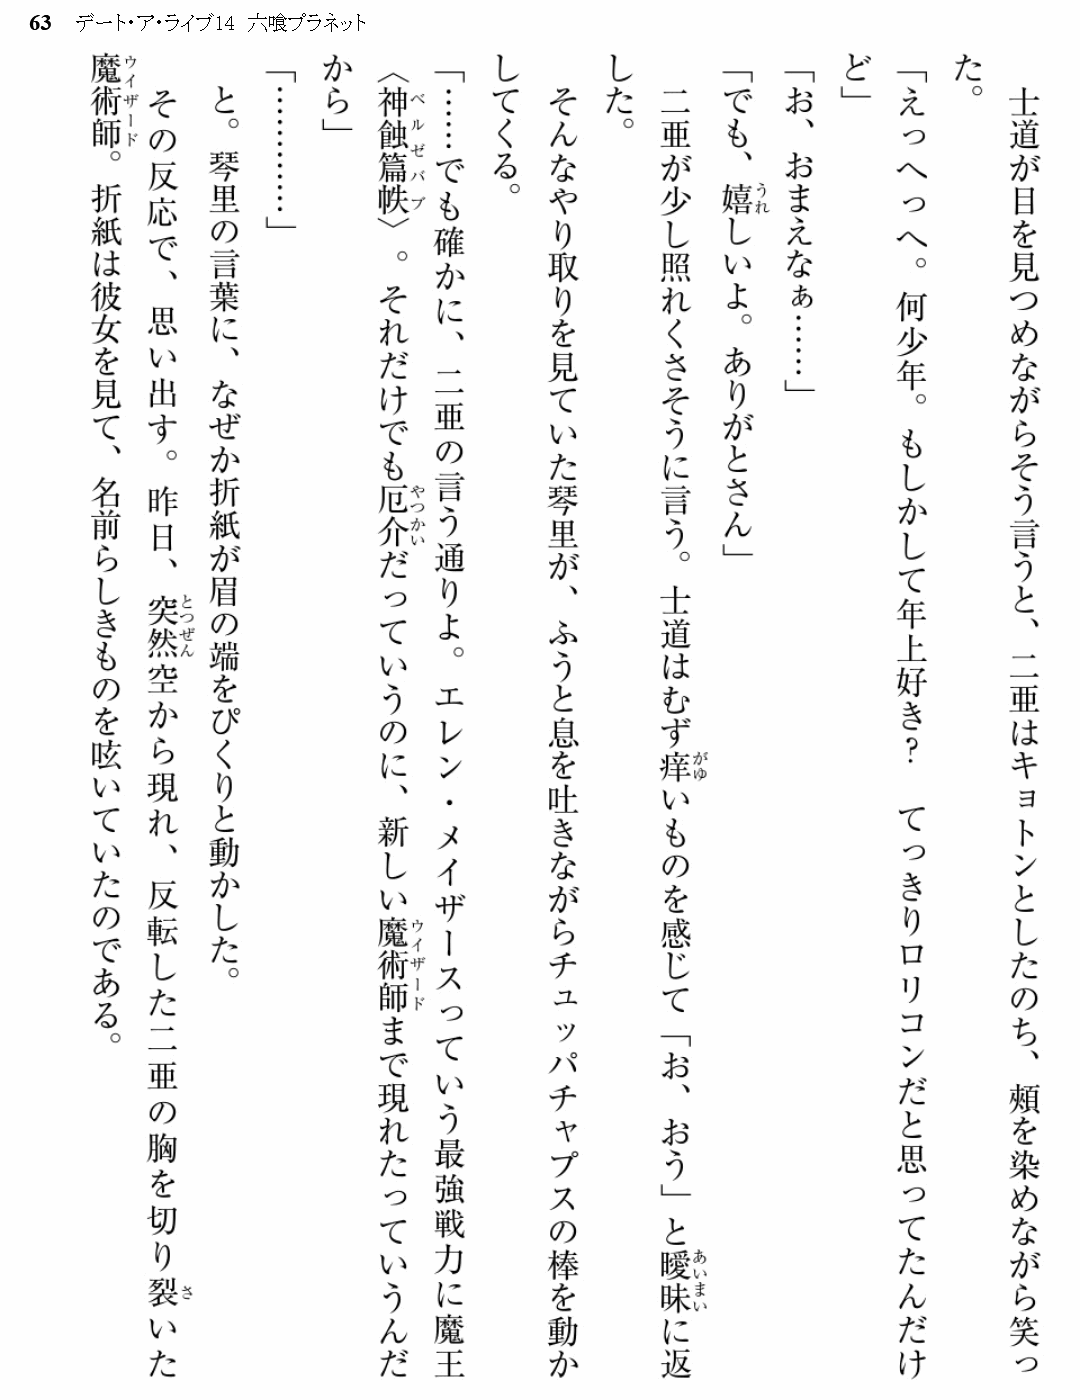 63 デート・ア・ライブ14 六喰プラネット
士道が目を見つめながらそう言うと、二亜はキョトンとしたのち、頰を染めながら笑っ
た。
「えっへっへ。何少年。もしかして年上好き？　てっきりロリコンだと思ってたんだけ
ど」
「お、おまえなぁ……」
「でも、嬉しいよ。ありがとさん」
二亜が少し照れくさそうに言う。士道はむず痒いものを感じて「お、おう」と曖昧に返
した。
そんなやり取りを見ていた琴里が、ふうと息を吐きながらチュッパチャプスの棒を動か
してくる。
「……でも確かに、二亜の言う通りよ。エレン・メイザースっていう最強戦力に魔王
〈神蝕篇帙〉。それだけでも厄介だっていうのに、新しい魔術師まで現れたっていうんだ
から」
「…………」
と。琴里の言葉に、なぜか折紙が眉の端をぴくりと動かした。
その反応で、思い出す。昨日、突然空から現れ、反転した二亜の胸を切り裂いた
魔術師。折紙は彼女を見て、名前らしきものを呟いていたのである。